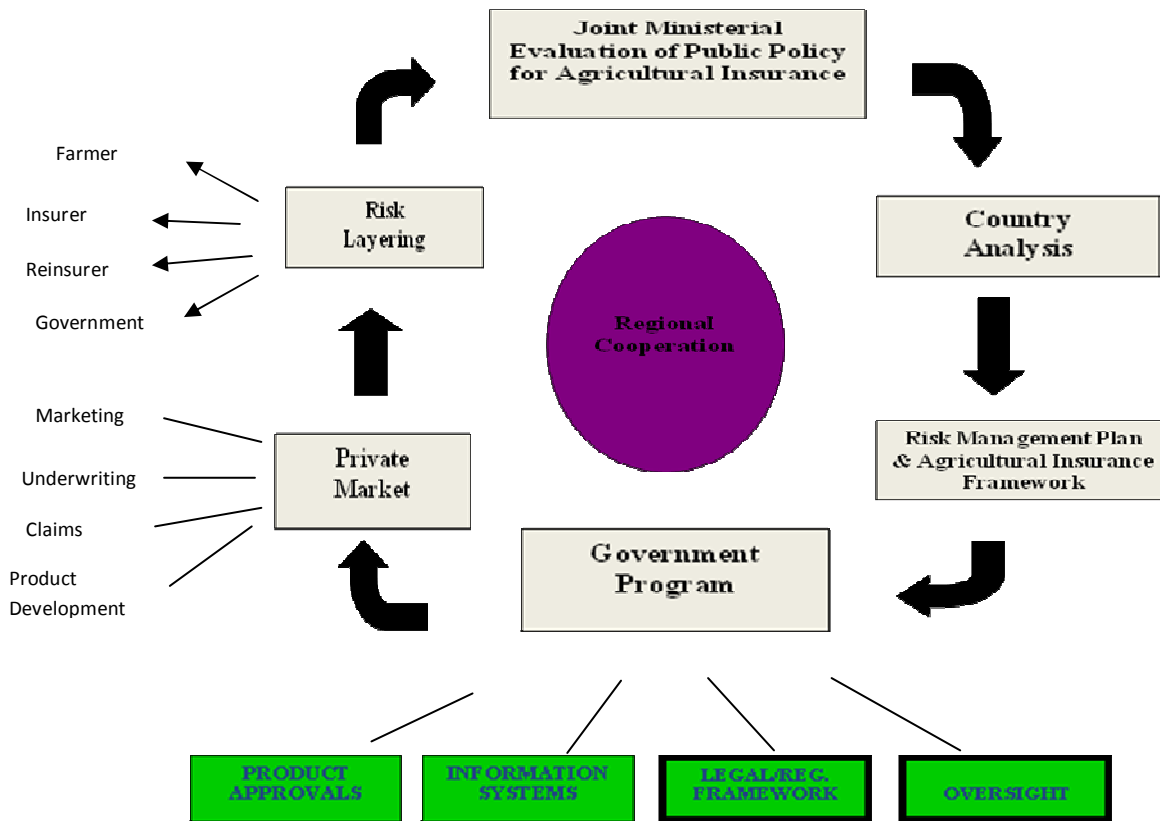 Joint Ministerial
Evaluation of Public Policy
for Agricultural Insurance
Farmer
Insurer
Reinsurer
Government
Risk
Layering
Country
Analysis
Regional
Cooperation
Marketing
Underwriting
Claims
Product
Development
Private
Market
Risk Management Plan
& Agricultural Insurance
Framework
Government
Program
PRODUCT
APPROVALS
INFORMATION
SYSTEMS
LEGAL/REG.
FRAMEWORK
OVERSIGHT